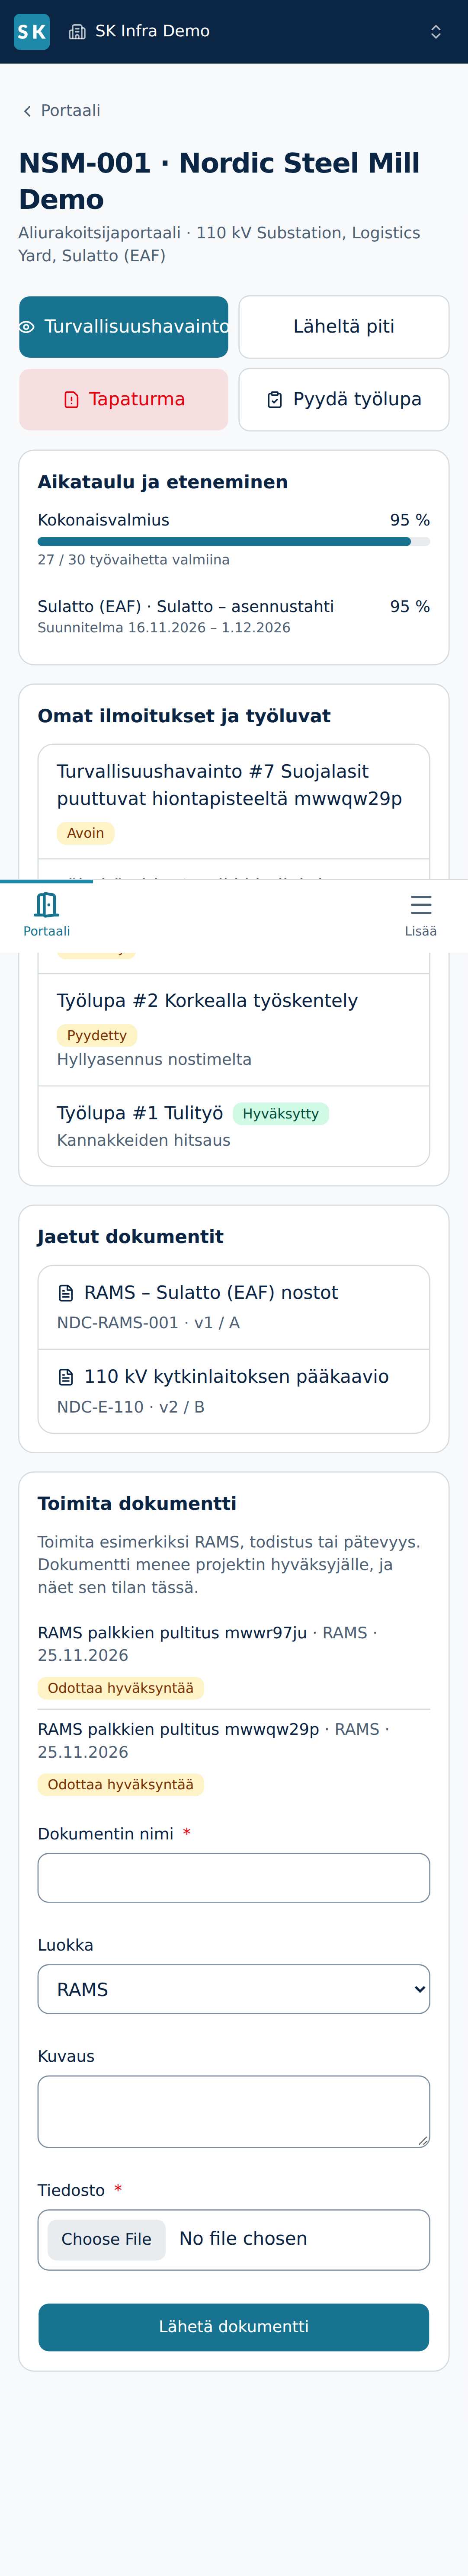 SK
SK Infra Demo
Portaali
NSM-001 · Nordic Steel Mill
Demo
Aliurakoitsijaportaali · 110 kV Substation, Logistics
Yard, Sulatto (EAF)
Turvallisuushavainto
Läheltä piti
Tapaturma
Pyydä työlupa
Aikataulu ja eteneminen
Kokonaisvalmius 95 %
27 / 30 työvaihetta valmiina
Sulatto (EAF) · Sulatto – asennustahti 95 %
Suunnitelma 16.11.2026 – 1.12.2026
Omat ilmoitukset ja työluvat
Turvallisuushavainto #7 Suojalasit
puuttuvat hiontapisteeltä mwwqw29p
Avoin
Portaali
Lisää
Työlupa #2 Korkealla työskentely
Pyydetty
Hyllyasennus nostimelta
Työlupa #1 Tulityö Hyväksytty
Kannakkeiden hitsaus
Jaetut dokumentit
RAMS – Sulatto (EAF) nostot
NDC-RAMS-001 · v1 / A
110 kV kytkinlaitoksen pääkaavio
NDC-E-110 · v2 / B
Toimita dokumentti
Toimita esimerkiksi RAMS, todistus tai pätevyys.
Dokumentti menee projektin hyväksyjälle, ja
näet sen tilan tässä.
RAMS palkkien pultitus mwwr97ju · RAMS ·
25.11.2026
Odottaa hyväksyntää
RAMS palkkien pultitus mwwqw29p · RAMS ·
25.11.2026
Odottaa hyväksyntää
Dokumentin nimi *
Luokka
RAMS
Kuvaus
Tiedosto *
Choose File No file chosen
Lähetä dokumentti